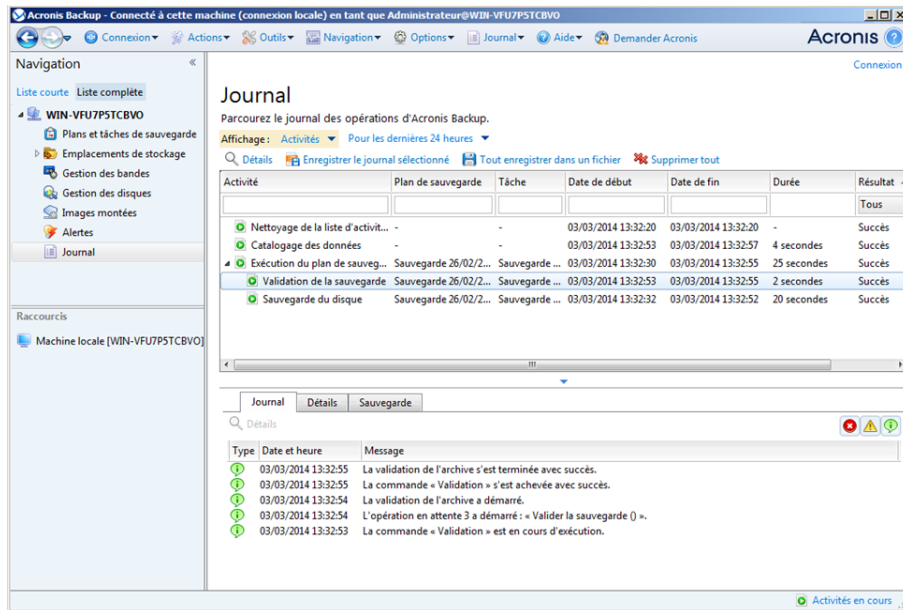 Acronis Backup - Connecté à cette machine (connexion locale) en tant que Administrateur@WIN-VFU7P5TCBVO
Connexion Actions Outils Navigation Options Journal Aide Demander Acronis Acronis
Navigation
Connexion
Liste courte Liste complète
WIN-VFU7P5TCBVO
Plans et tâches de sauvegarde
Emplacements de stockage
Gestion des bandes
Gestion des disques
Images montées
Alertes
Journal
Raccourcis
Machine locale [WIN-VFU7P5TCBVO]
Journal
Parcourez le journal des opérations d'Acronis Backup.
Affichage : Activités Pour les dernières 24 heures
Détails Enregistrer le journal sélectionné Tout enregistrer dans un fichier Supprimer tout
Activité Plan de sauvegarde Tâche Date de début Date de fin Durée Résultat
Tous
Nettoyage de la liste d'activit... - - 03/03/2014 13:32:20 03/03/2014 13:32:20 - Succès
Catalogage des données - - 03/03/2014 13:32:53 03/03/2014 13:32:57 4 secondes Succès
Exécution du plan de sauveg... Sauvegarde 26/02/2... Sauvegarde ... 03/03/2014 13:32:30 03/03/2014 13:32:55 25 secondes Succès
Validation de la sauvegarde Sauvegarde 26/02/2... Sauvegarde ... 03/03/2014 13:32:53 03/03/2014 13:32:55 2 secondes Succès
Sauvegarde du disque Sauvegarde 26/02/2... Sauvegarde ... 03/03/2014 13:32:32 03/03/2014 13:32:52 20 secondes Succès
Journal Détails Sauvegarde
Détails
Type Date et heure Message
03/03/2014 13:32:55 La validation de l'archive s'est terminée avec succès.
03/03/2014 13:32:55 La commande « Validation » s'est achevée avec succès.
03/03/2014 13:32:54 La validation de l'archive a démarré.
03/03/2014 13:32:54 L'opération en attente 3 a démarré : « Valider la sauvegarde () ».
03/03/2014 13:32:53 La commande « Validation » est en cours d'exécution.
Activités en cours